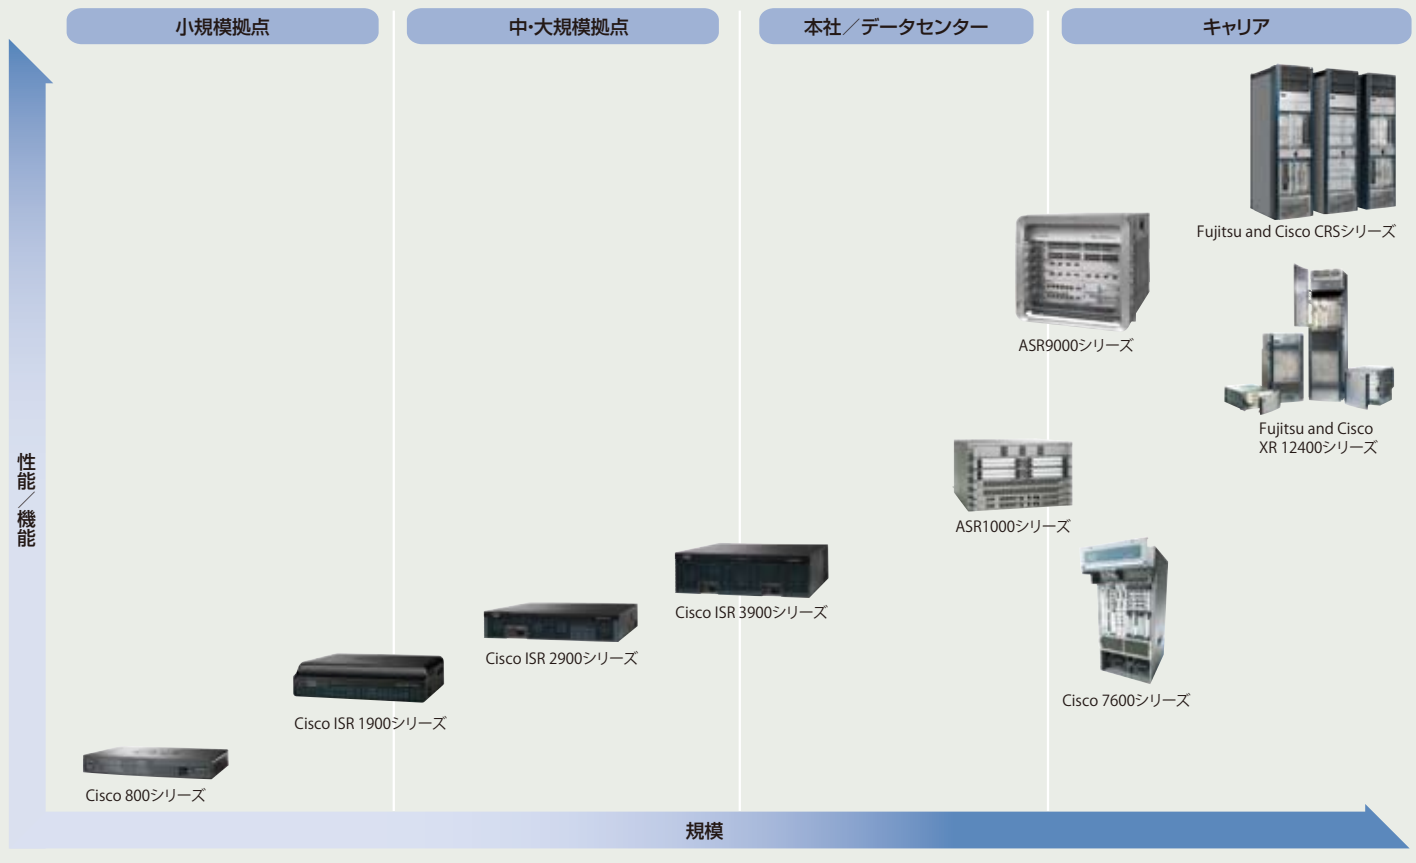 小規模拠点
中・大規模拠点
本社／データセンター
キャリア
Fujitsu and Cisco CRSシリーズ
ASR9000シリーズ
Fujitsu and Cisco
XR 12400シリーズ
ASR1000シリーズ
Cisco ISR 3900シリーズ
Cisco ISR 2900シリーズ
Cisco 7600シリーズ
Cisco ISR 1900シリーズ
Cisco 800シリーズ
性能／機能
規模